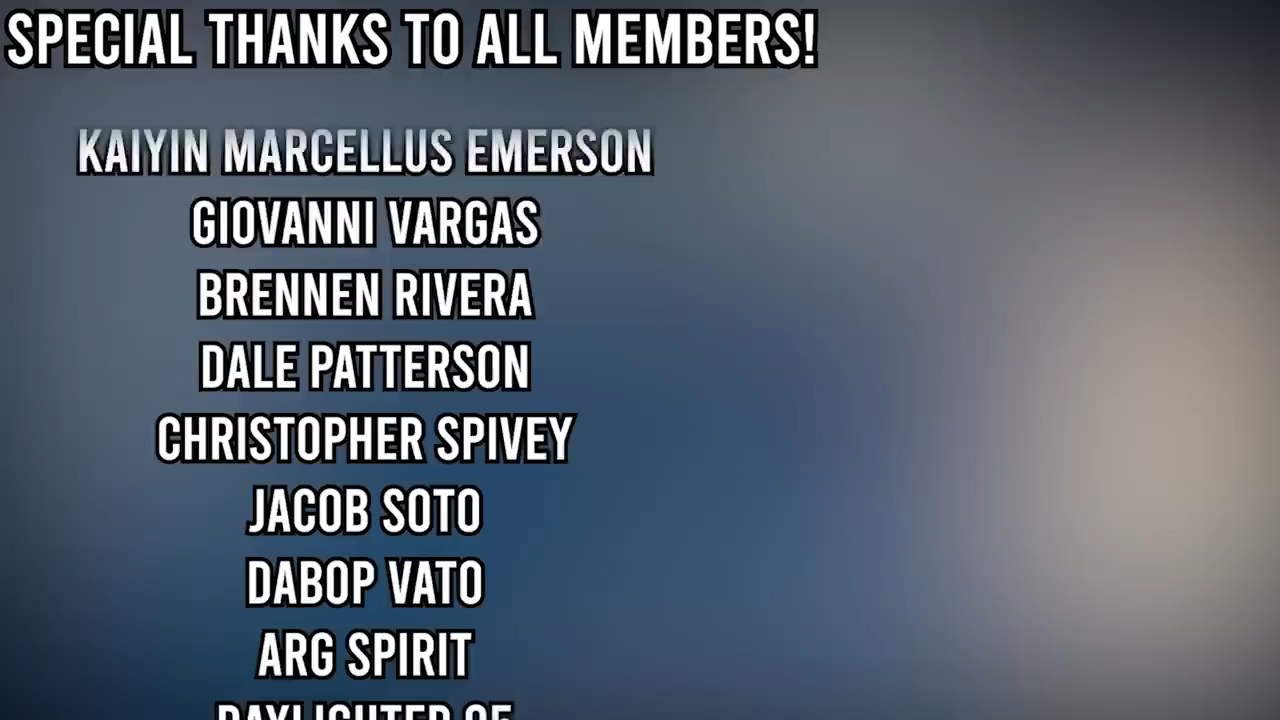 SPECIAL THANKS TO ALL MEMBERS!
KAIYIN MARCELLUS EMERSON
GIOVANNI VARGAS
BRENNEN RIVERA
DALE PATTERSON
CHRISTOPHER SPIVEY
JACOB SOTO
DABOP VATO
ARG SPIRIT